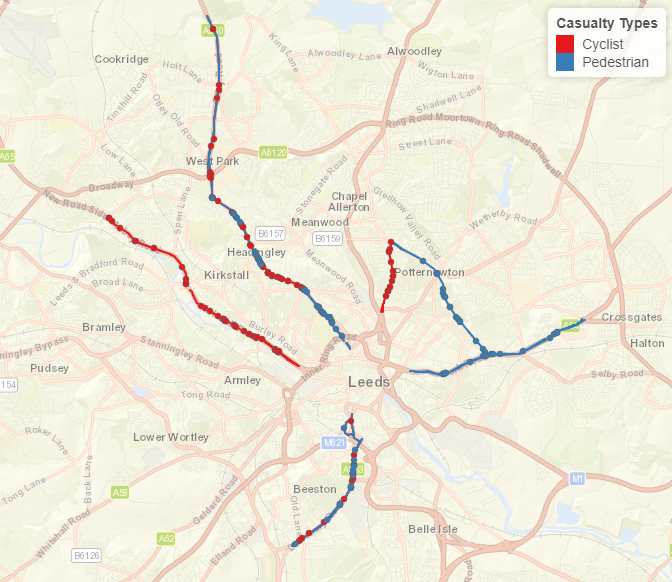 Casualty Types
Cyclist
Pedestrian
Cookridge
King Lane
Alwoodley Lane
Alwoodley
Holt Lane
Wigton Lane
Tinshill Road
Otley Old Road
Shadwell Lane
Ring Road Moortown
Ring Road Shadwell
A65
Low Lane
West Park
A6120
Street Lane
Stonegate Road
Broadway
New Road Side
Spen Lane
Chapel
Allerton
Gledhow Valley Road
Wetherby Road
Meanwood
B6157
B6159
Headingley
Meanwood Road
Leeds & Bradford Road
Kirkstall
Potternewton
Broad Lane
Crossgates
Bramley
Burley Road
Halton
Stanningley Road
Inner Ring Road
Pudsey
Selby Road
154
Armley
Leeds
Tong Road
Roker Lane
Lower Wortley
M621
Back Lane
Tong Lane
A58
Beeston
M1
Gelderd Road
Old Lane
Whitehall Road
A62
Elland Road
Belle Isle
B6126